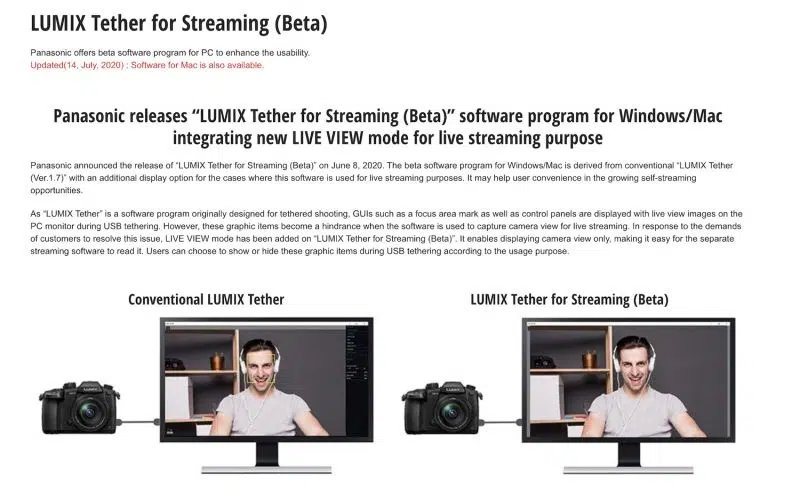 LUMIX Tether for Streaming (Beta)
Panasonic offers beta software program for PC to enhance the usability.
Updated(14, July, 2020) : Software for Mac is also available.
Panasonic releases “LUMIX Tether for Streaming (Beta)” software program for Windows/Mac
integrating new LIVE VIEW mode for live streaming purpose
Panasonic announced the release of “LUMIX Tether for Streaming (Beta)” on June 8, 2020. The beta software program for Windows/Mac is derived from conventional “LUMIX Tether
(Ver.1.7)” with an additional display option for the cases where this software is used for live streaming purposes. It may help user convenience in the growing self-streaming
opportunities.
As “LUMIX Tether” is a software program originally designed for tethered shooting, GUIs such as a focus area mark as well as control panels are displayed with live view images on the
PC monitor during USB tethering. However, these graphic items become a hindrance when the software is used to capture camera view for live streaming. In response to the demands
of customers to resolve this issue, LIVE VIEW mode has been added on “LUMIX Tether for Streaming (Beta)”. It enables displaying camera view only, making it easy for the separate
streaming software to read it. Users can choose to show or hide these graphic items during USB tethering according to the usage purpose.
Conventional LUMIX Tether
LUMIX Tether for Streaming (Beta)
LUMIX
LUMIX